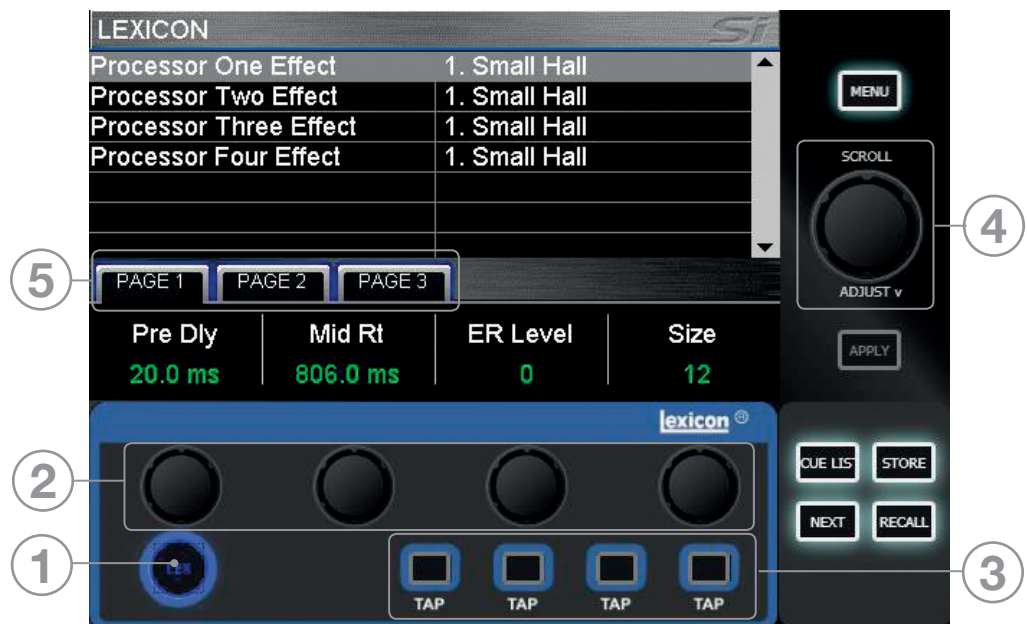 LEXICON Si
Processor One Effect 1. Small Hall
Processor Two Effect 1. Small Hall
Processor Three Effect 1. Small Hall
Processor Four Effect 1. Small Hall
MENU
SCROLL
4
ADJUST v
5
PAGE 1 PAGE 2 PAGE 3
Pre Dly Mid Rt ER Level Size
20.0 ms 806.0 ms 0 12
APPLY
lexicon ®
2
CUE LIST STORE
NEXT RECALL
1
LEX
3
TAP TAP TAP TAP